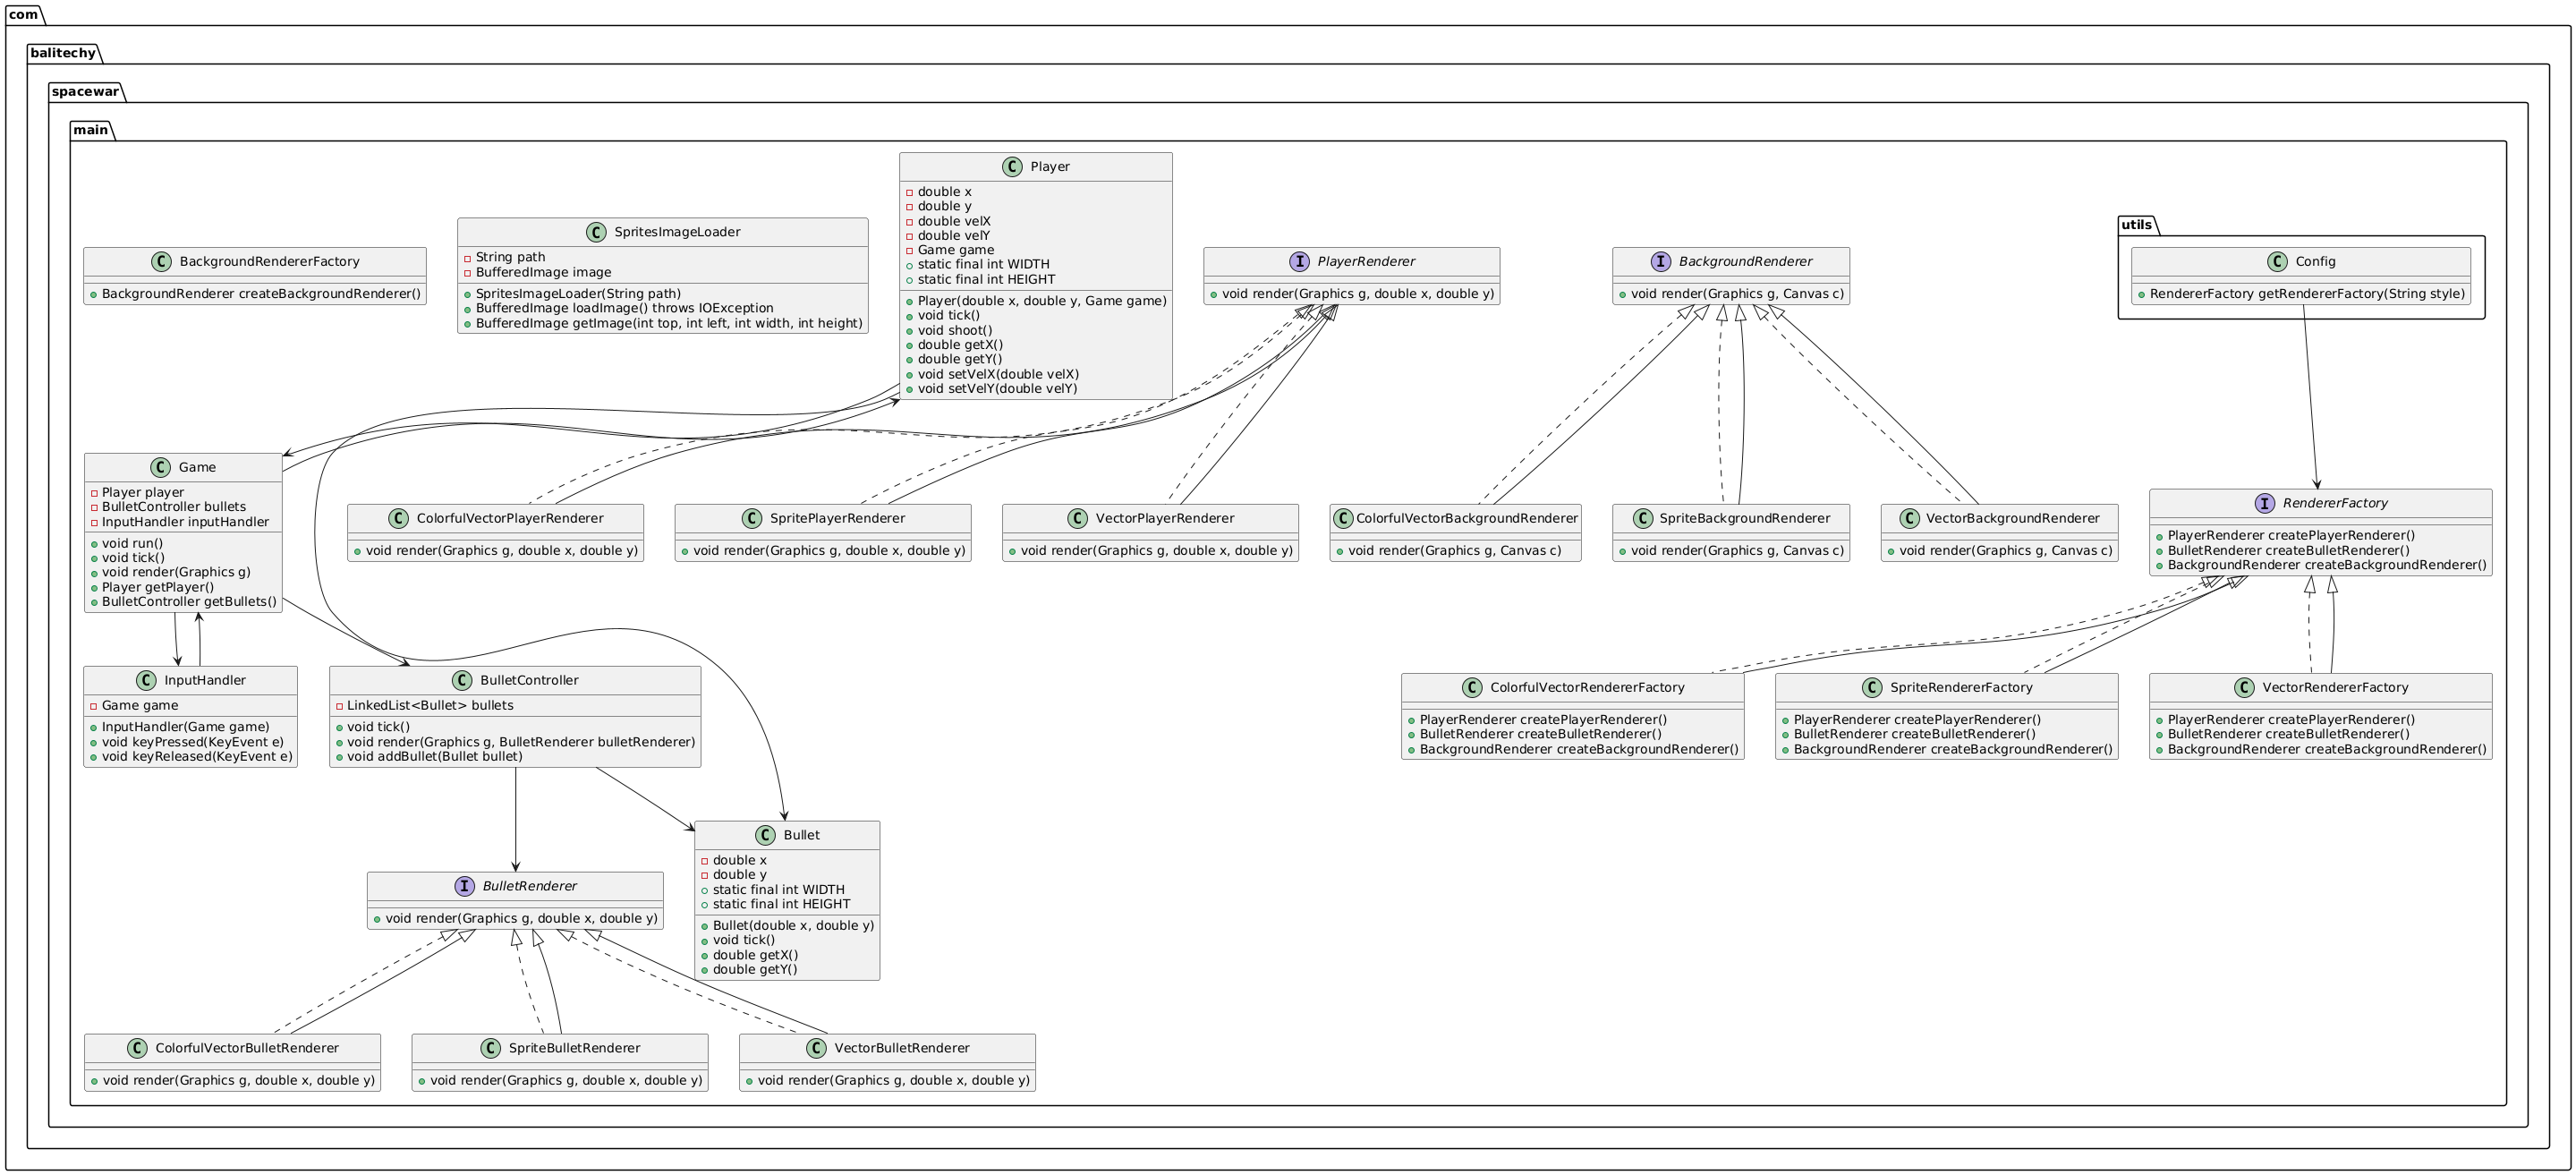 com
balitechy
spacewar
main
Player
double x
double y
double velX
double velY
Game game
static final int WIDTH
static final int HEIGHT
Player(double x, double y, Game game)
void tick()
void shoot()
double getX()
double getY()
void setVelX(double velX)
void setVelY(double velY)
SpritesImageLoader
String path
BufferedImage image
SpritesImageLoader(String path)
BufferedImage loadImage() throws IOException
BufferedImage getImage(int top, int left, int width, int height)
BackgroundRendererFactory
BackgroundRenderer createBackgroundRenderer()
PlayerRenderer
void render(Graphics g, double x, double y)
BackgroundRenderer
void render(Graphics g, Canvas c)
utils
Config
RendererFactory getRendererFactory(String style)
Game
Player player
BulletController bullets
InputHandler inputHandler
void run()
void tick()
void render(Graphics g)
Player getPlayer()
BulletController getBullets()
ColorfulVectorPlayerRenderer
void render(Graphics g, double x, double y)
SpritePlayerRenderer
void render(Graphics g, double x, double y)
VectorPlayerRenderer
void render(Graphics g, double x, double y)
ColorfulVectorBackgroundRenderer
void render(Graphics g, Canvas c)
SpriteBackgroundRenderer
void render(Graphics g, Canvas c)
VectorBackgroundRenderer
void render(Graphics g, Canvas c)
RendererFactory
PlayerRenderer createPlayerRenderer()
BulletRenderer createBulletRenderer()
BackgroundRenderer createBackgroundRenderer()
InputHandler
Game game
InputHandler(Game game)
void keyPressed(KeyEvent e)
void keyReleased(KeyEvent e)
BulletController
LinkedList<Bullet> bullets
void tick()
void render(Graphics g, BulletRenderer bulletRenderer)
void addBullet(Bullet bullet)
ColorfulVectorRendererFactory
PlayerRenderer createPlayerRenderer()
BulletRenderer createBulletRenderer()
BackgroundRenderer createBackgroundRenderer()
SpriteRendererFactory
PlayerRenderer createPlayerRenderer()
BulletRenderer createBulletRenderer()
BackgroundRenderer createBackgroundRenderer()
VectorRendererFactory
PlayerRenderer createPlayerRenderer()
BulletRenderer createBulletRenderer()
BackgroundRenderer createBackgroundRenderer()
BulletRenderer
void render(Graphics g, double x, double y)
Bullet
double x
double y
static final int WIDTH
static final int HEIGHT
Bullet(double x, double y)
void tick()
double getX()
double getY()
ColorfulVectorBulletRenderer
void render(Graphics g, double x, double y)
SpriteBulletRenderer
void render(Graphics g, double x, double y)
VectorBulletRenderer
void render(Graphics g, double x, double y)